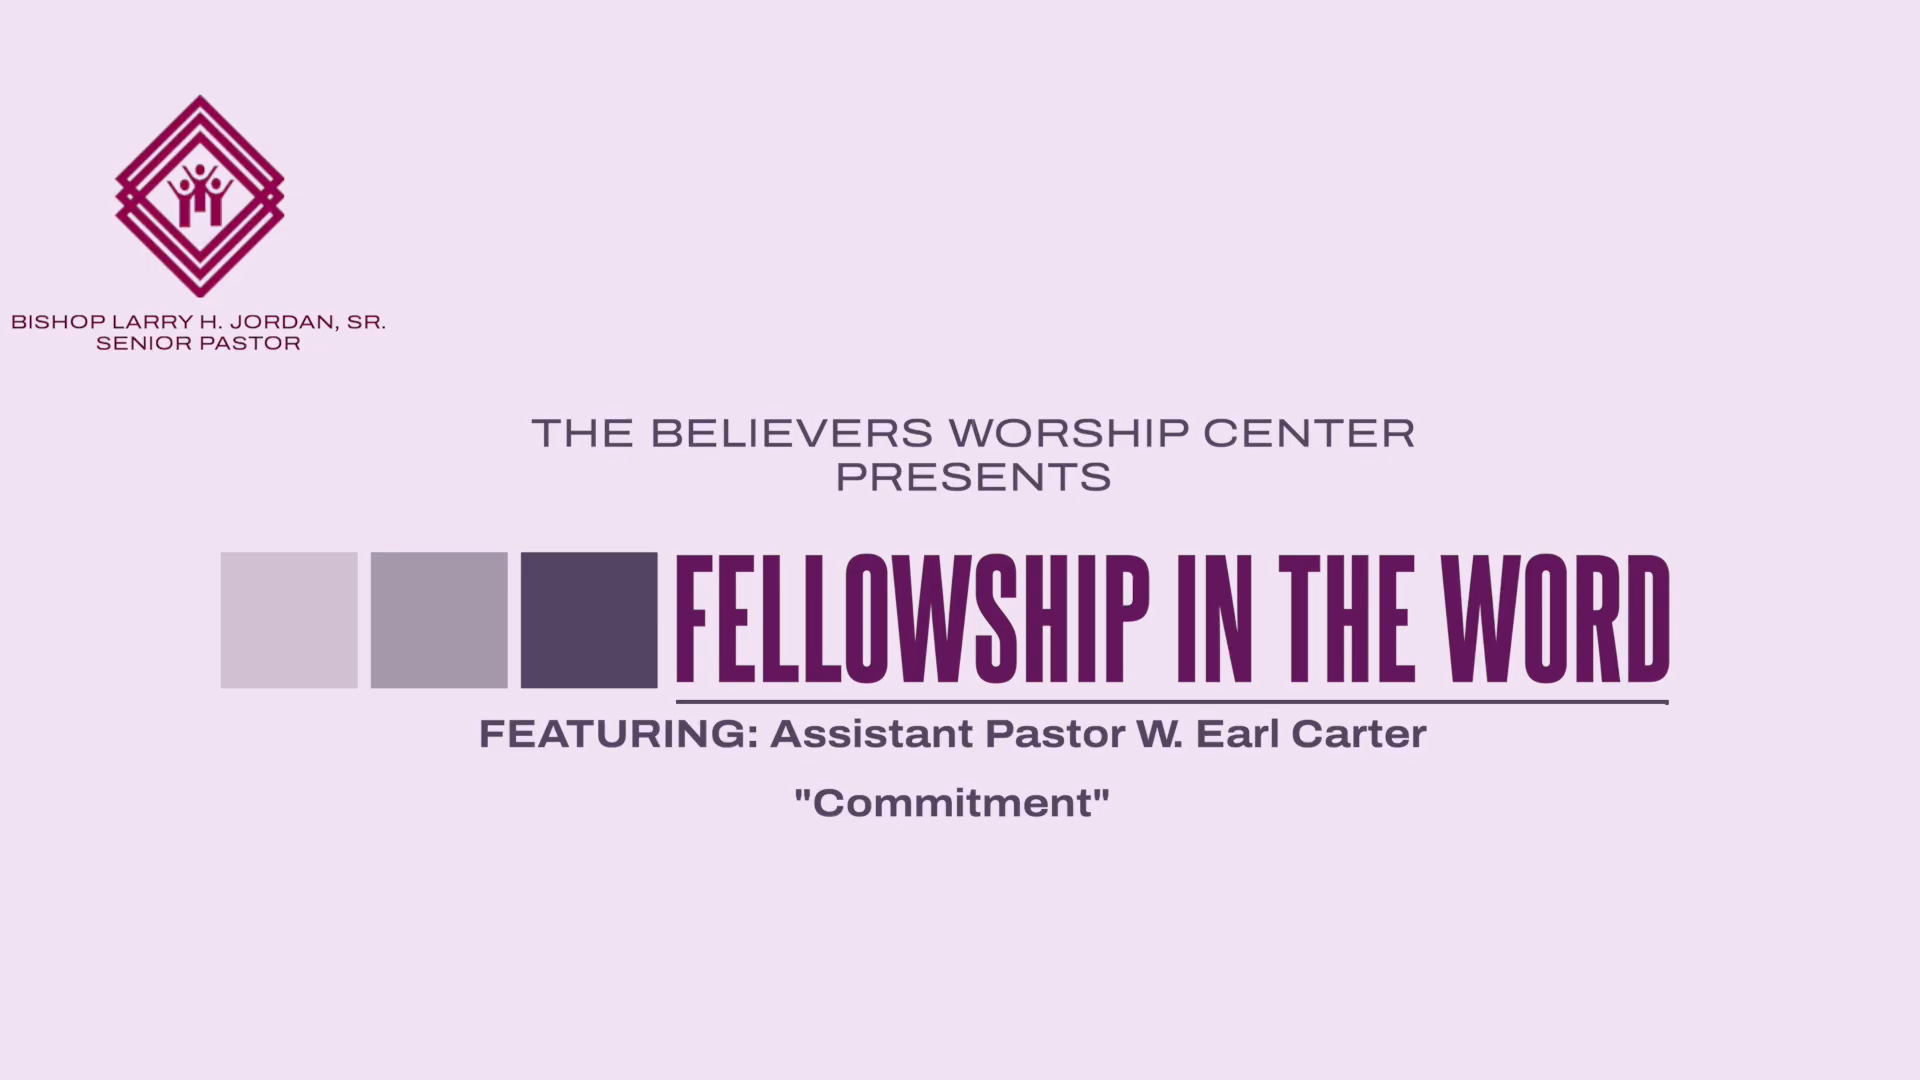 BISHOP LARRY H. JORDAN, SR.
SENIOR PASTOR
THE BELIEVERS WORSHIP CENTER
PRESENTS
FELLOWSHIP IN THE WORD
FEATURING: Assistant Pastor W. Earl Carter
"Commitment"